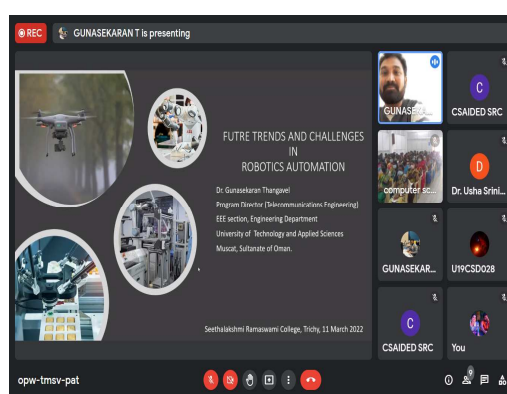 REC
GUNASEKARAN T is presenting
FUTRE TRENDS AND CHALLENGES
IN
ROBOTICS AUTOMATION
Dr. Gunasekaran Thangavel
Program Director [Telecommunications Engineering]
EEE section, Engineering Department
University of Technology and Applied Sciences
Muscat, Sultanate of Oman.
Seethalakshmi Ramaswami College, Trichy, 11 March 2022
GUNASEKA...
C
CSAIDED SRC
computer sc...
D
Dr. Usha Srini...
GUNASEKAR...
U19CSD028
C
CSAIDED SRC
You
opw-tmsv-pat
9